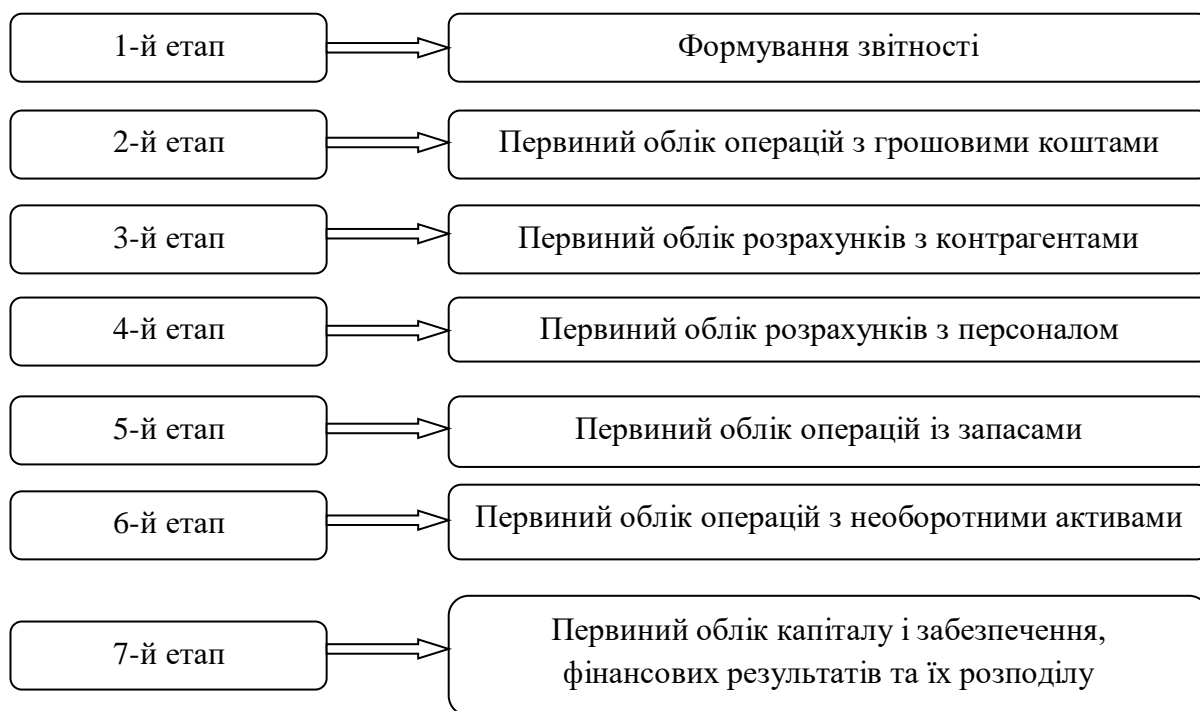 1-й етап
Формування звітності
2-й етап
Первиний облік операцій з грошовими коштами
3-й етап
Первиний облік розрахунків з контрагентами
4-й етап
Первиний облік розрахунків з персоналом
5-й етап
Первиний облік операцій із запасами
6-й етап
Первиний облік операцій з необоротними активами
7-й етап
Первиний облік капіталу і забезпечення,
фінансових результатів та їх розподілу